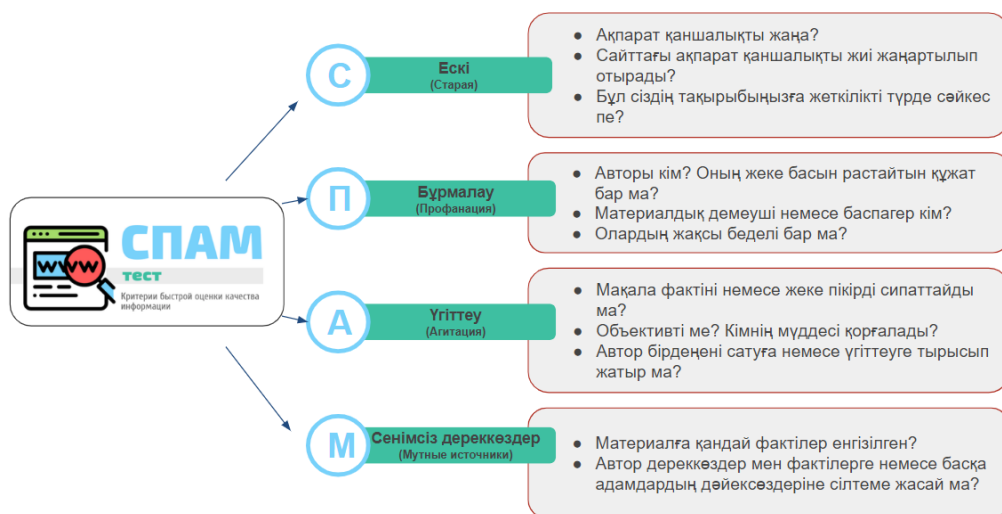 СПАМ
тест
Критерии быстрой оценки качества
информации
www
С
Ескі
(Старая)
● Ақпарат қаншалықты жаңа?
● Сайттағы ақпарат қаншалықты жиі жаңартылып
отырады?
● Бұл сіздің тақырыбыңызға жеткілікті түрде сәйкес
пе?
П
Бұрмалау
(Профанация)
● Авторы кім? Оның жеке басын растайтын құжат
бар ма?
● Материалдық демеуші немесе баспагер кім?
● Олардың жақсы беделі бар ма?
А
Үгіттеу
(Агитация)
● Мақала фактіні немесе жеке пікірді сипаттайды
ма?
● Объективті ме? Кімнің мүддесі қорғалады?
● Автор бірдеңені сатуға немесе үгіттеуге тырысып
жатыр ма?
М
Сенімсіз дереккөздер
(Мутные источники)
● Материалға қандай фактілер енгізілген?
● Автор дереккөздер мен фактілерге немесе басқа
адамдардың дәйексөздеріне сілтеме жасай ма?